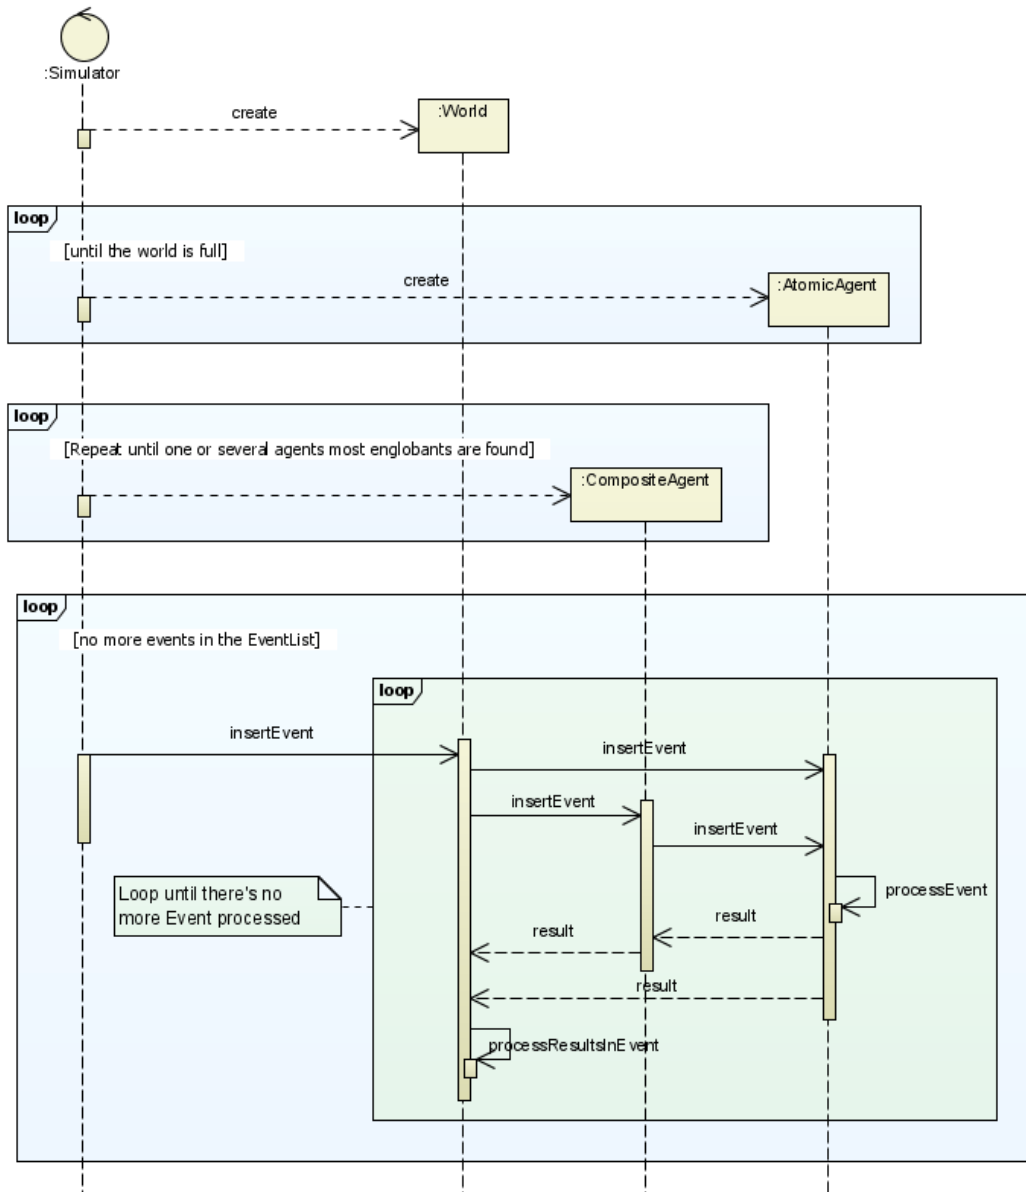 :Simulator
create
:World
loop
[until the world is full]
create
:AtomicAgent
loop
[Repeat until one or several agents most englobants are found]
:CompositeAgent
loop
[no more events in the EventList]
loop
insertEvent
insertEvent
insertEvent
insertEvent
processEvent
Loop until there's no
more Event processed
result
result
result
processResultsInEvent